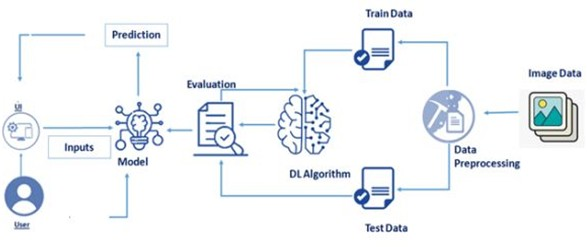 Train Data
Prediction
Image Data
Evaluation
UI
Inputs
Model
DL Algorithm
Data
Preprocessing
User
Test Data